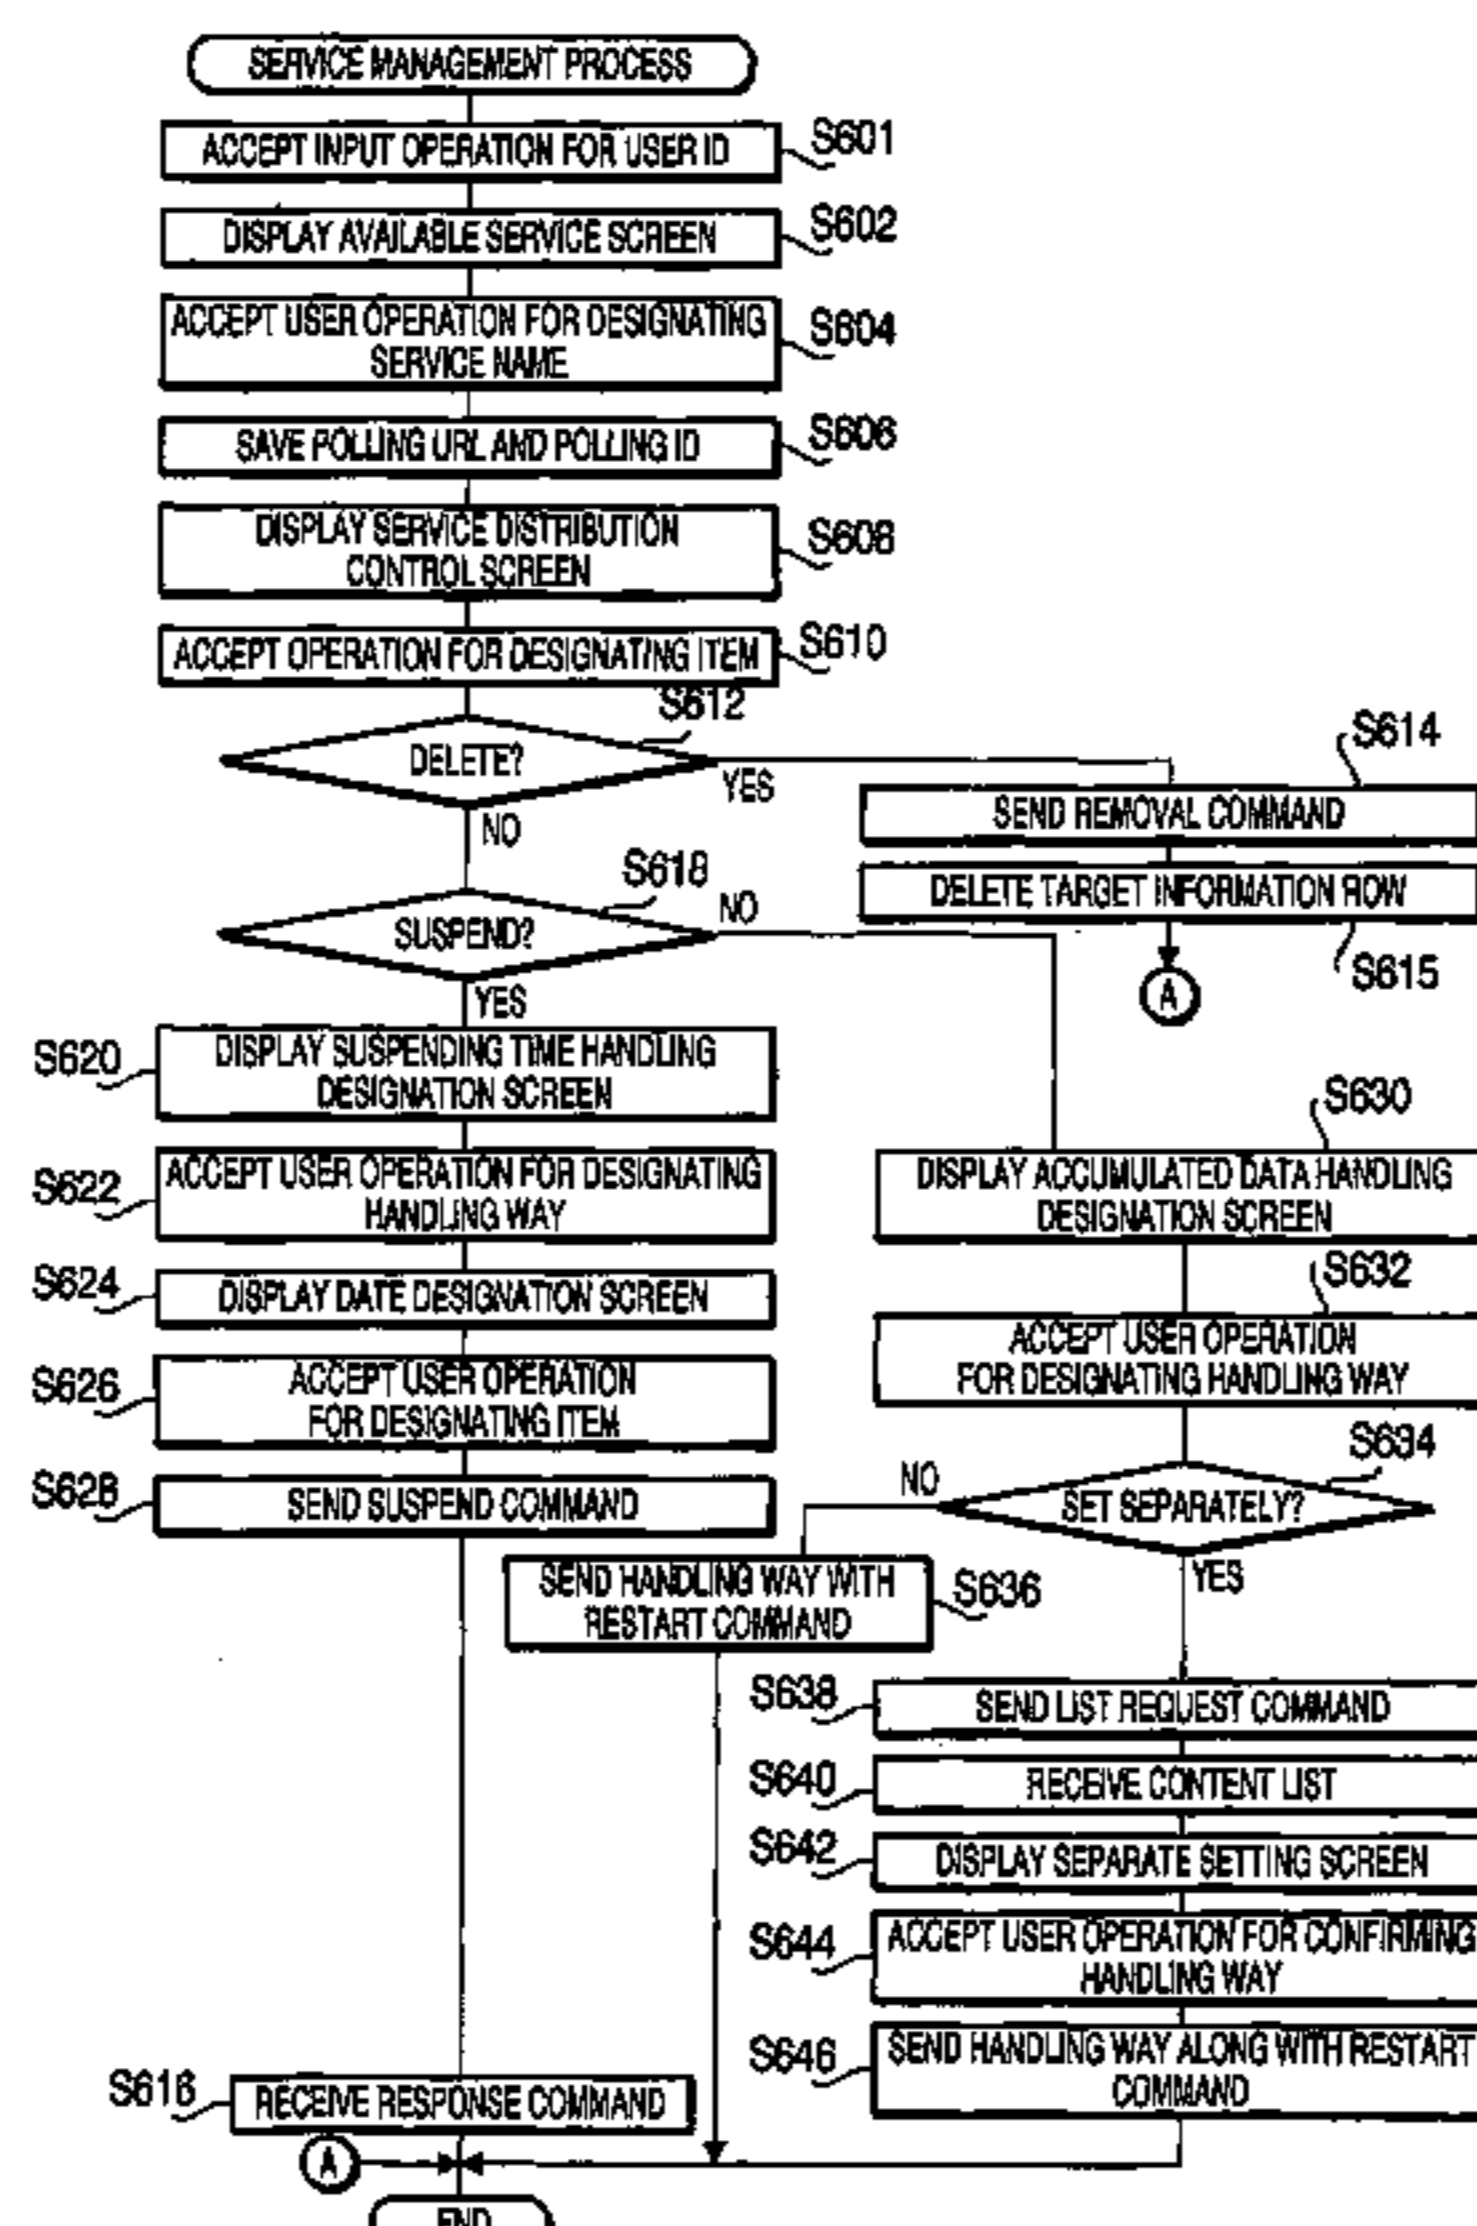 SERVICE MANAGEMENT PROCESS
ACCEPT INPUT OPERATION FOR USER ID
S601
DISPLAY AVAILABLE SERVICE SCREEN
S602
ACCEPT USER OPERATION FOR DESIGNATING
SERVICE NAME
S604
SAVE POLLING URL AND POLLING ID
S606
DISPLAY SERVICE DISTRIBUTION
CONTROL SCREEN
S608
ACCEPT OPERATION FOR DESIGNATING ITEM
S610
S612
DELETE?
YES
NO
S614
SEND REMOVAL COMMAND
DELETE TARGET INFORMATION ROW
S615
A
S618
SUSPEND?
NO
YES
S620
DISPLAY SUSPENDING TIME HANDLING
DESIGNATION SCREEN
S622
ACCEPT USER OPERATION FOR DESIGNATING
HANDLING WAY
S624
DISPLAY DATE DESIGNATION SCREEN
S626
ACCEPT USER OPERATION
FOR DESIGNATING ITEM
S628
SEND SUSPEND COMMAND
S630
DISPLAY ACCUMULATED DATA HANDLING
DESIGNATION SCREEN
S632
ACCEPT USER OPERATION
FOR DESIGNATING HANDLING WAY
S634
SET SEPARATELY?
NO
YES
SEND HANDLING WAY WITH
RESTART COMMAND
S636
S638
SEND LIST REQUEST COMMAND
S640
RECEIVE CONTENT LIST
S642
DISPLAY SEPARATE SETTING SCREEN
S644
ACCEPT USER OPERATION FOR CONFIRMING
HANDLING WAY
S646
SEND HANDLING WAY ALONG WITH RESTART
COMMAND
S616
RECEIVE RESPONSE COMMAND
A
END